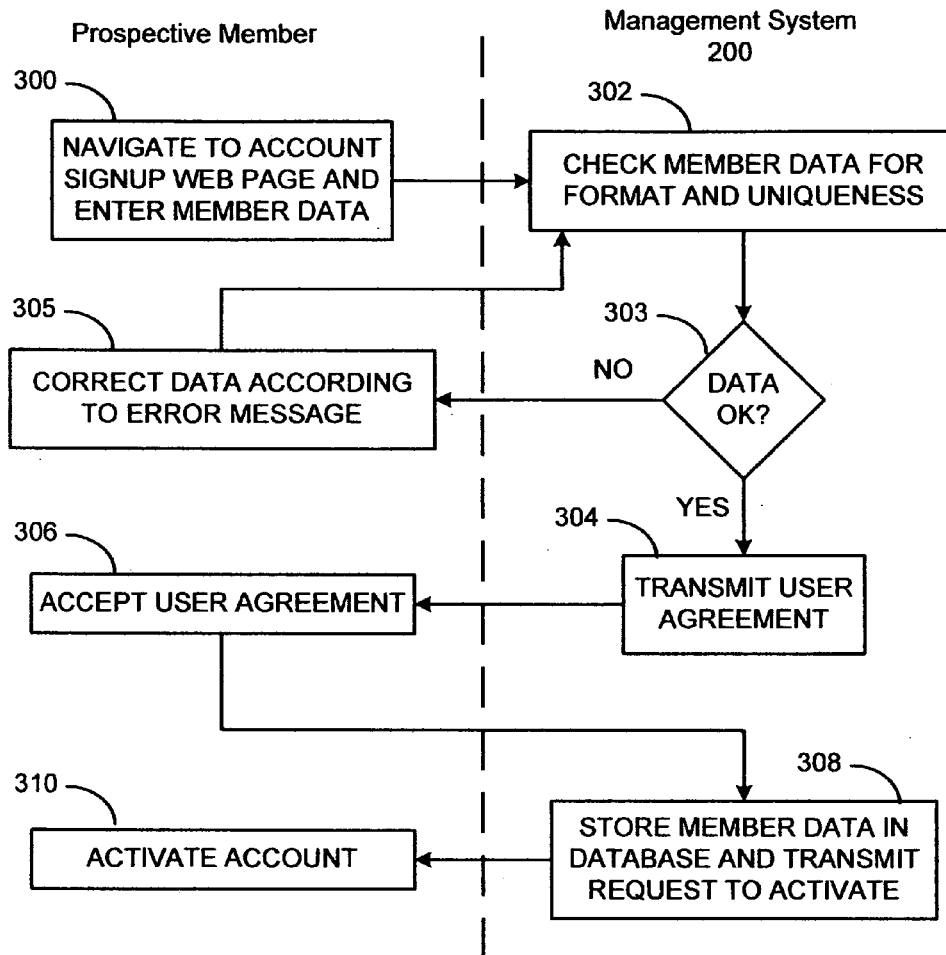 Prospective Member
Management System
200
300
NAVIGATE TO ACCOUNT
SIGNUP WEB PAGE AND
ENTER MEMBER DATA
302
CHECK MEMBER DATA FOR
FORMAT AND UNIQUENESS
303
DATA
OK?
NO
305
CORRECT DATA ACCORDING
TO ERROR MESSAGE
YES
304
TRANSMIT USER
AGREEMENT
306
ACCEPT USER AGREEMENT
308
STORE MEMBER DATA IN
DATABASE AND TRANSMIT
REQUEST TO ACTIVATE
310
ACTIVATE ACCOUNT